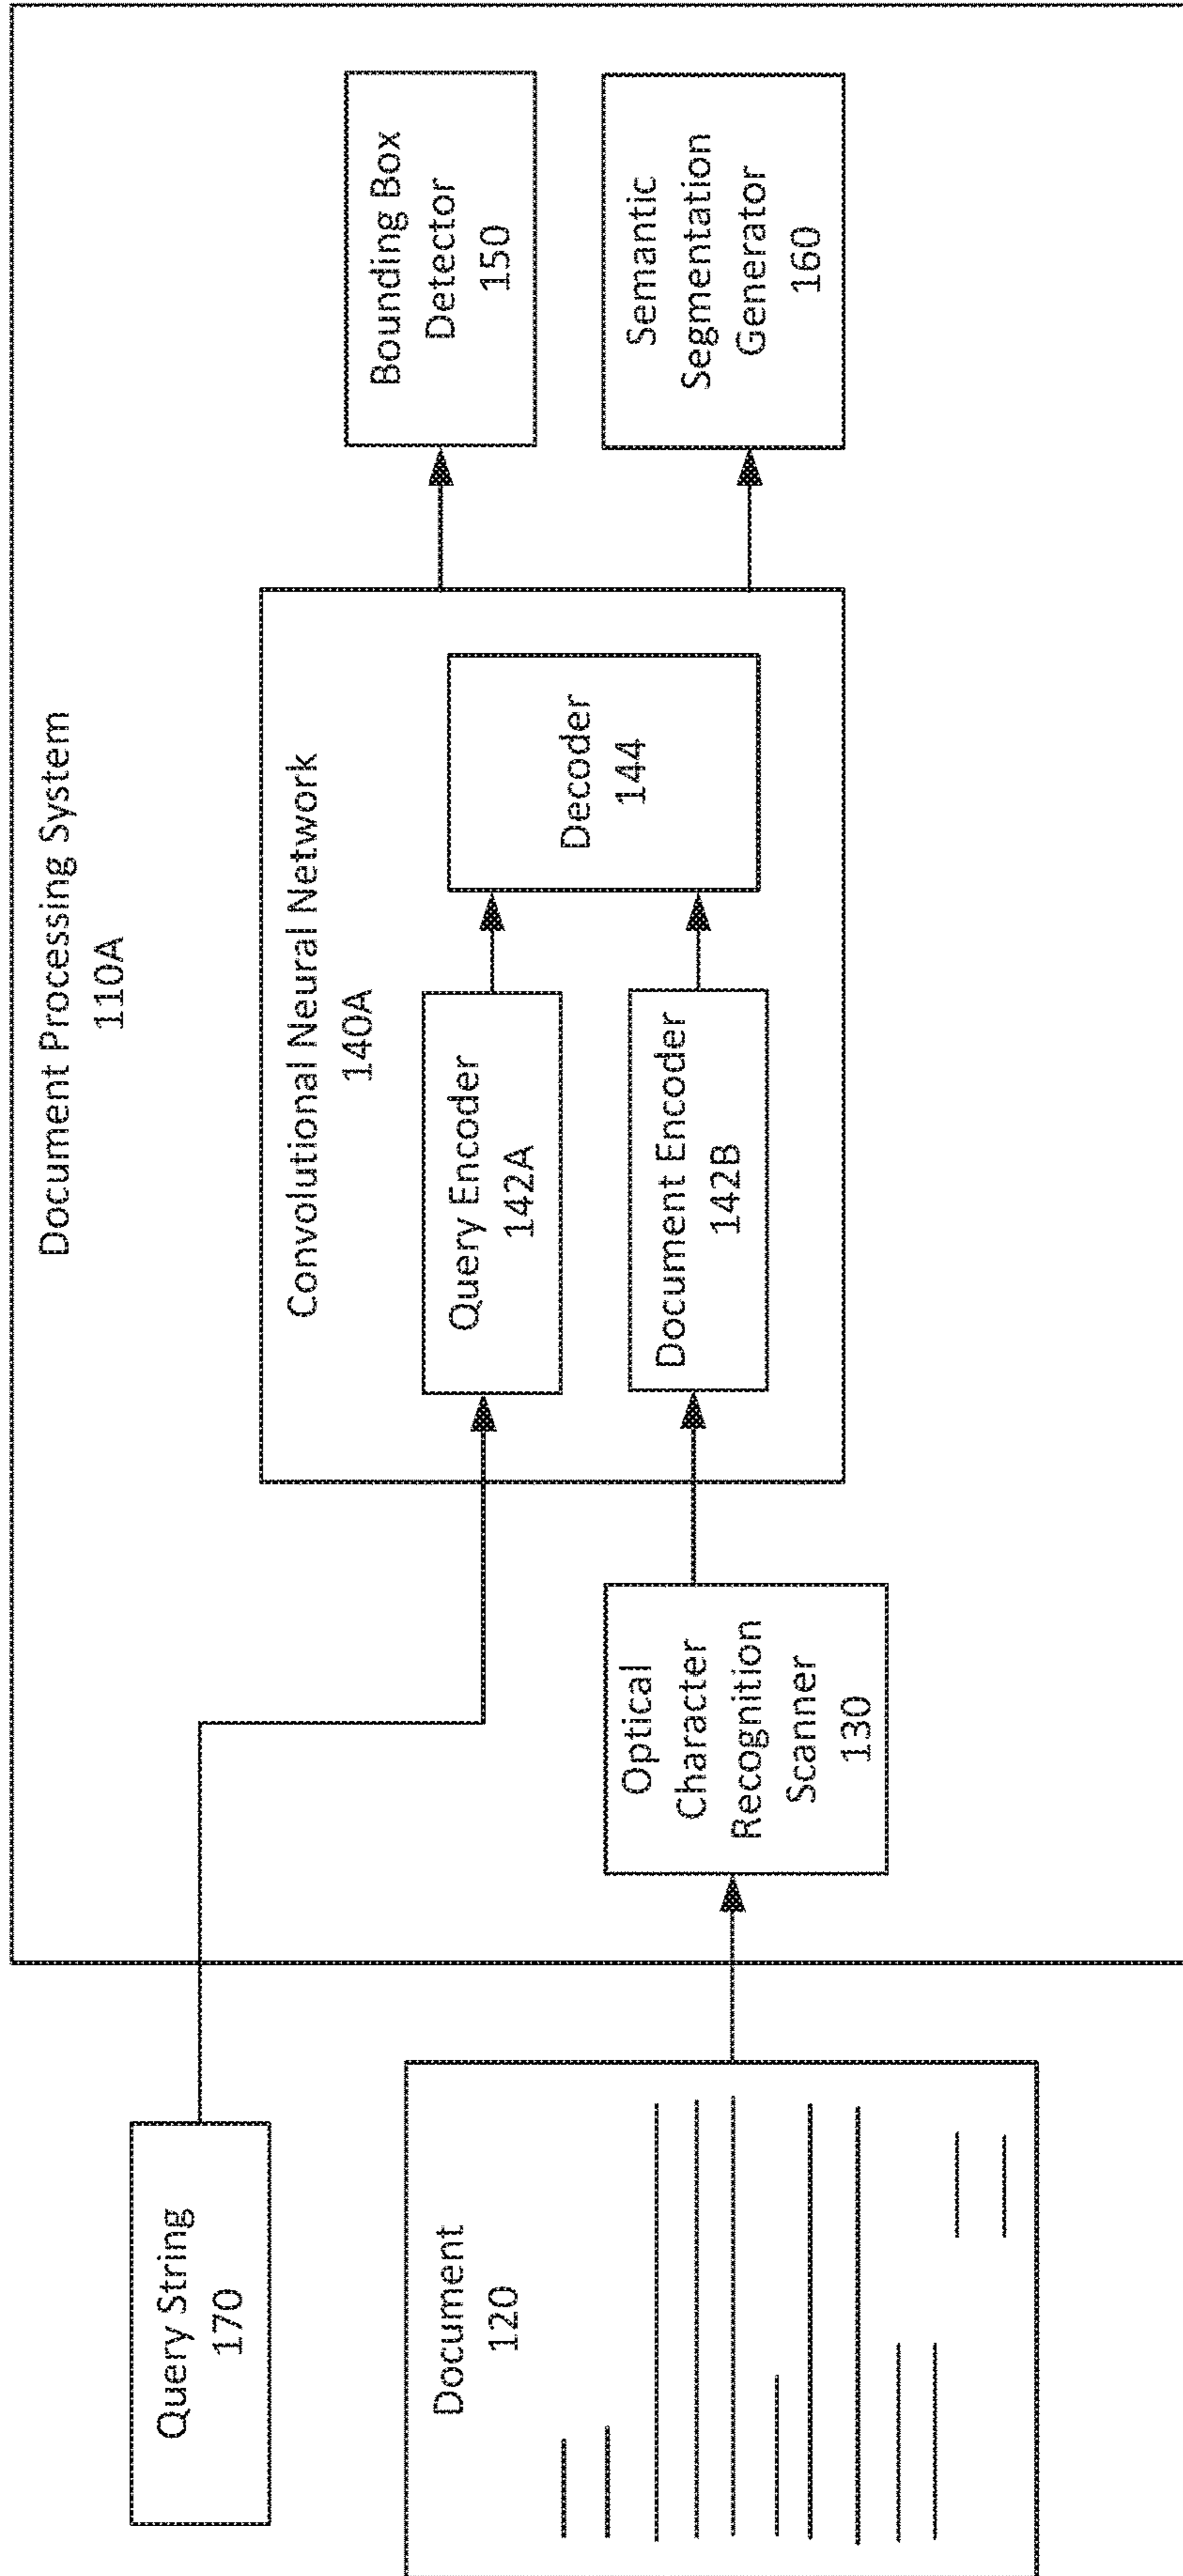 Document Processing System
110A
Query String
170
Document
120
Optical
Character
Recognition
Scanner
130
Convolutional Neural Network
140A
Query Encoder
142A
Document Encoder
142B
Decoder
144
Bounding Box
Detector
150
Semantic
Segmentation
Generator
160